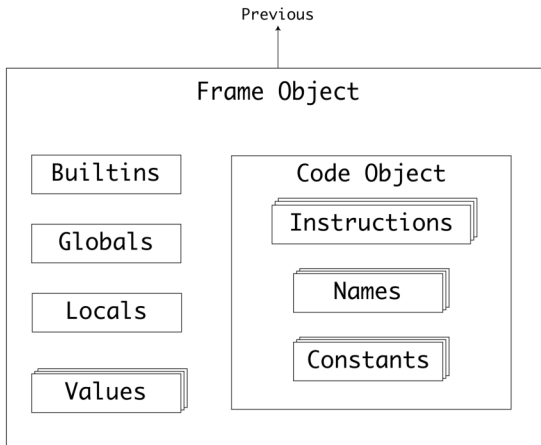 Previous
Frame Object
Builtins
Globals
Locals
Values
Code Object
Instructions
Names
Constants